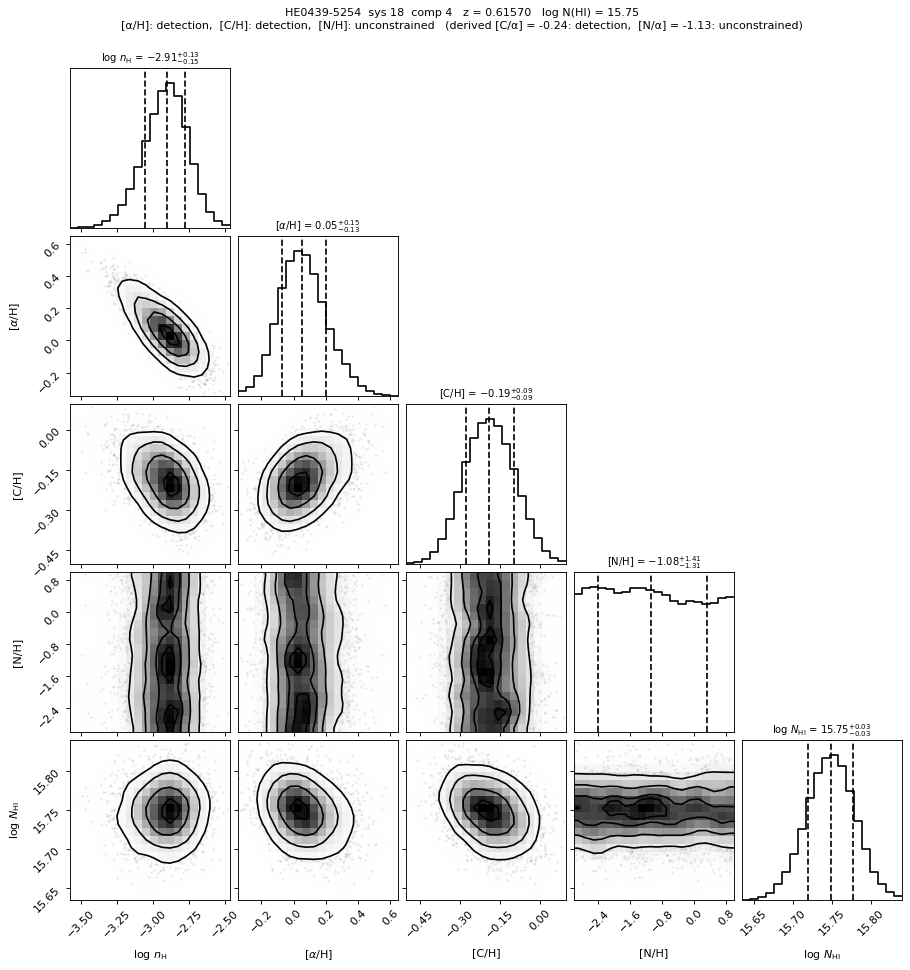 HE0439-5254  sys 18  comp 4   z = 0.61570   log N(HI) = 15.75
[α/H]: detection,  [C/H]: detection,  [N/H]: unconstrained   (derived [C/α] = -0.24: detection,  [N/α] = -1.13: unconstrained)
log n_H = −2.91 +0.13 −0.15
[α/H] 0.6 0.4 0.2 0.0 −0.2
[α/H] = 0.05 +0.15 −0.13
[C/H] 0.00 −0.15 −0.30 −0.45
[C/H] = −0.19 +0.09 −0.09
[N/H] 0.8 0.0 −0.8 −1.6 −2.4
[N/H] = −1.08 +1.41 −1.31
log N_HI 15.80 15.75 15.70 15.65
log N_HI = 15.75 +0.03 −0.03
−3.50 −3.25 −3.00 −2.75 −2.50
−0.2 0.0 0.2 0.4 0.6
−0.45 −0.30 −0.15 0.00
−2.4 −1.6 −0.8 0.0 0.8
15.65 15.70 15.75 15.80
log n_H
[α/H]
[C/H]
[N/H]
log N_HI